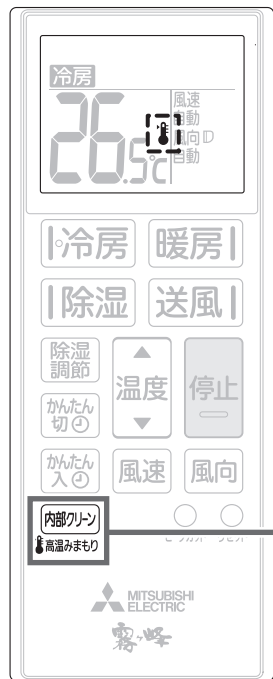 冷房
26.5℃
風速
自動
風向
自動
冷房 暖房
除湿 送風
除湿
調節
温度
停止
かんたん
切
かんたん
入
風速 風向
内部クリーン
高温みまもり
MITSUBISHI
ELECTRIC
霧ヶ峰